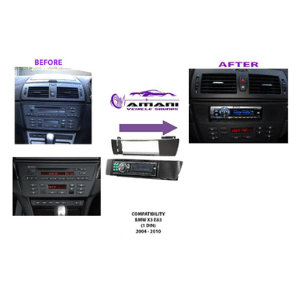 BEFORE
AFTER
AMANI
VEHICLE SOUNDS
COMPATIBILITY
BMW X3 E83
(1 DIN)
2004 - 2010